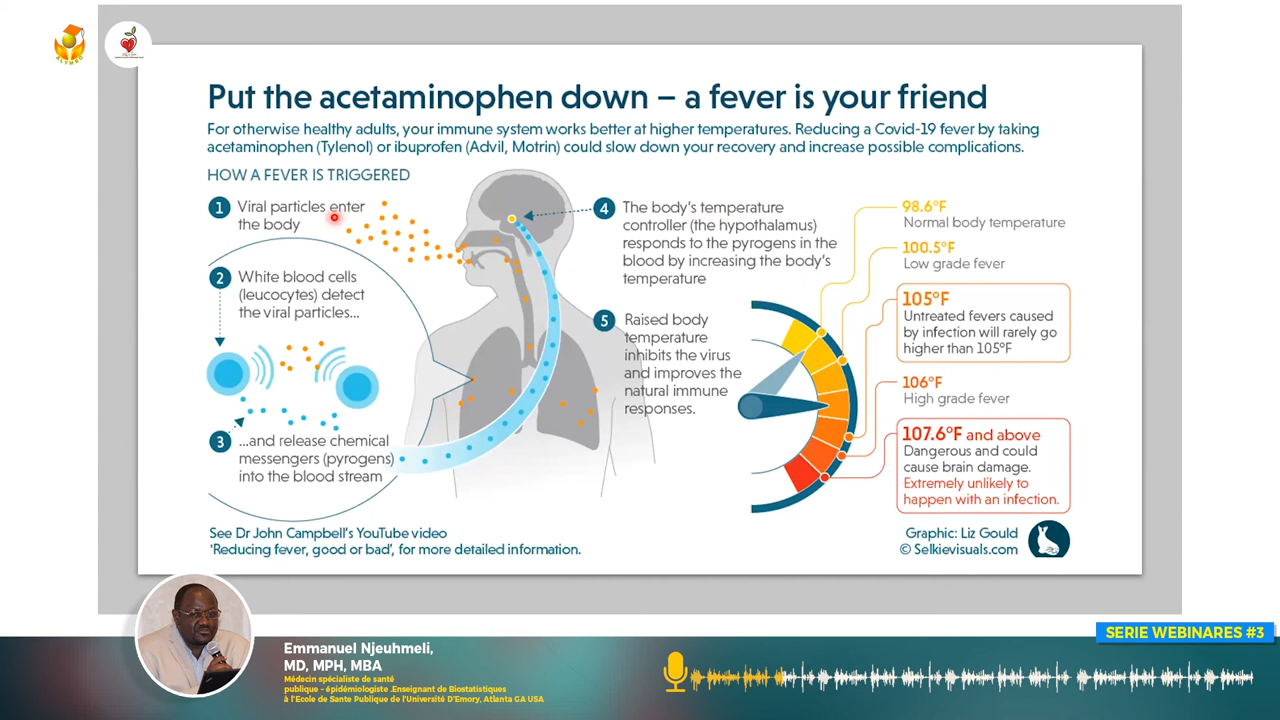 ALYMBO
Put the acetaminophen down – a fever is your friend
For otherwise healthy adults, your immune system works better at higher temperatures. Reducing a Covid-19 fever by taking
acetaminophen (Tylenol) or ibuprofen (Advil, Motrin) could slow down your recovery and increase possible complications.
HOW A FEVER IS TRIGGERED
1
Viral particles enter
the body
2
White blood cells
(leucocytes) detect
the viral particles...
3
...and release chemical
messengers (pyrogens)
into the blood stream
4
The body's temperature
controller (the hypothalamus)
responds to the pyrogens in the
blood by increasing the body's
temperature
5
Raised body
temperature
inhibits the virus
and improves the
natural immune
responses.
98.6°F
Normal body temperature
100.5°F
Low grade fever
105°F
Untreated fevers caused
by infection will rarely go
higher than 105°F
106°F
High grade fever
107.6°F and above
Dangerous and could
cause brain damage.
Extremely unlikely to
happen with an infection.
See Dr John Campbell's YouTube video
'Reducing fever, good or bad', for more detailed information.
Graphic: Liz Gould
© Selkievisuals.com
SERIE WEBINARES #3
Emmanuel Njeuhmeli,
MD, MPH, MBA
Médecin spécialiste de santé
publique - épidémiologiste .Enseignant de Biostatistiques
à l'Ecole de Sante Publique de l'Université D'Emory, Atlanta GA USA